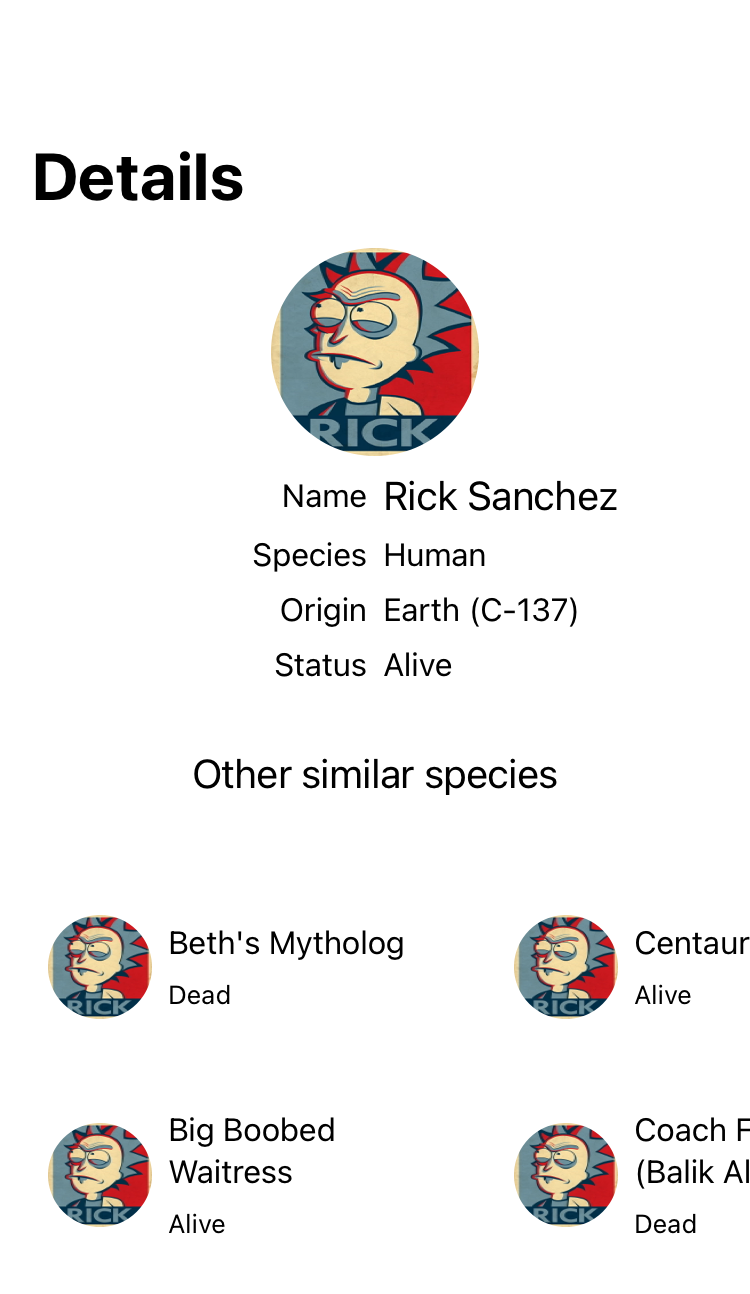 Details
RICK
Name Rick Sanchez
Species Human
Origin Earth (C-137)
Status Alive
Other similar species
RICK
Beth's Mytholog
Dead
RICK
Centaur
Alive
RICK
Big Boobed
Waitress
Alive
RICK
Coach F
(Balik Al
Dead